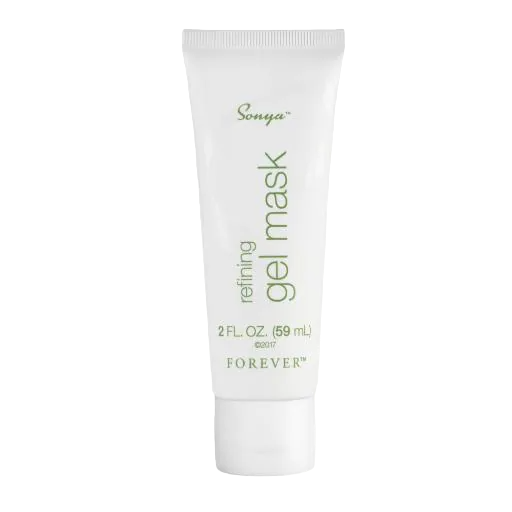 Sonya™
refining
gel mask
2 FL. OZ. (59 mL)
©2017
FOREVER™